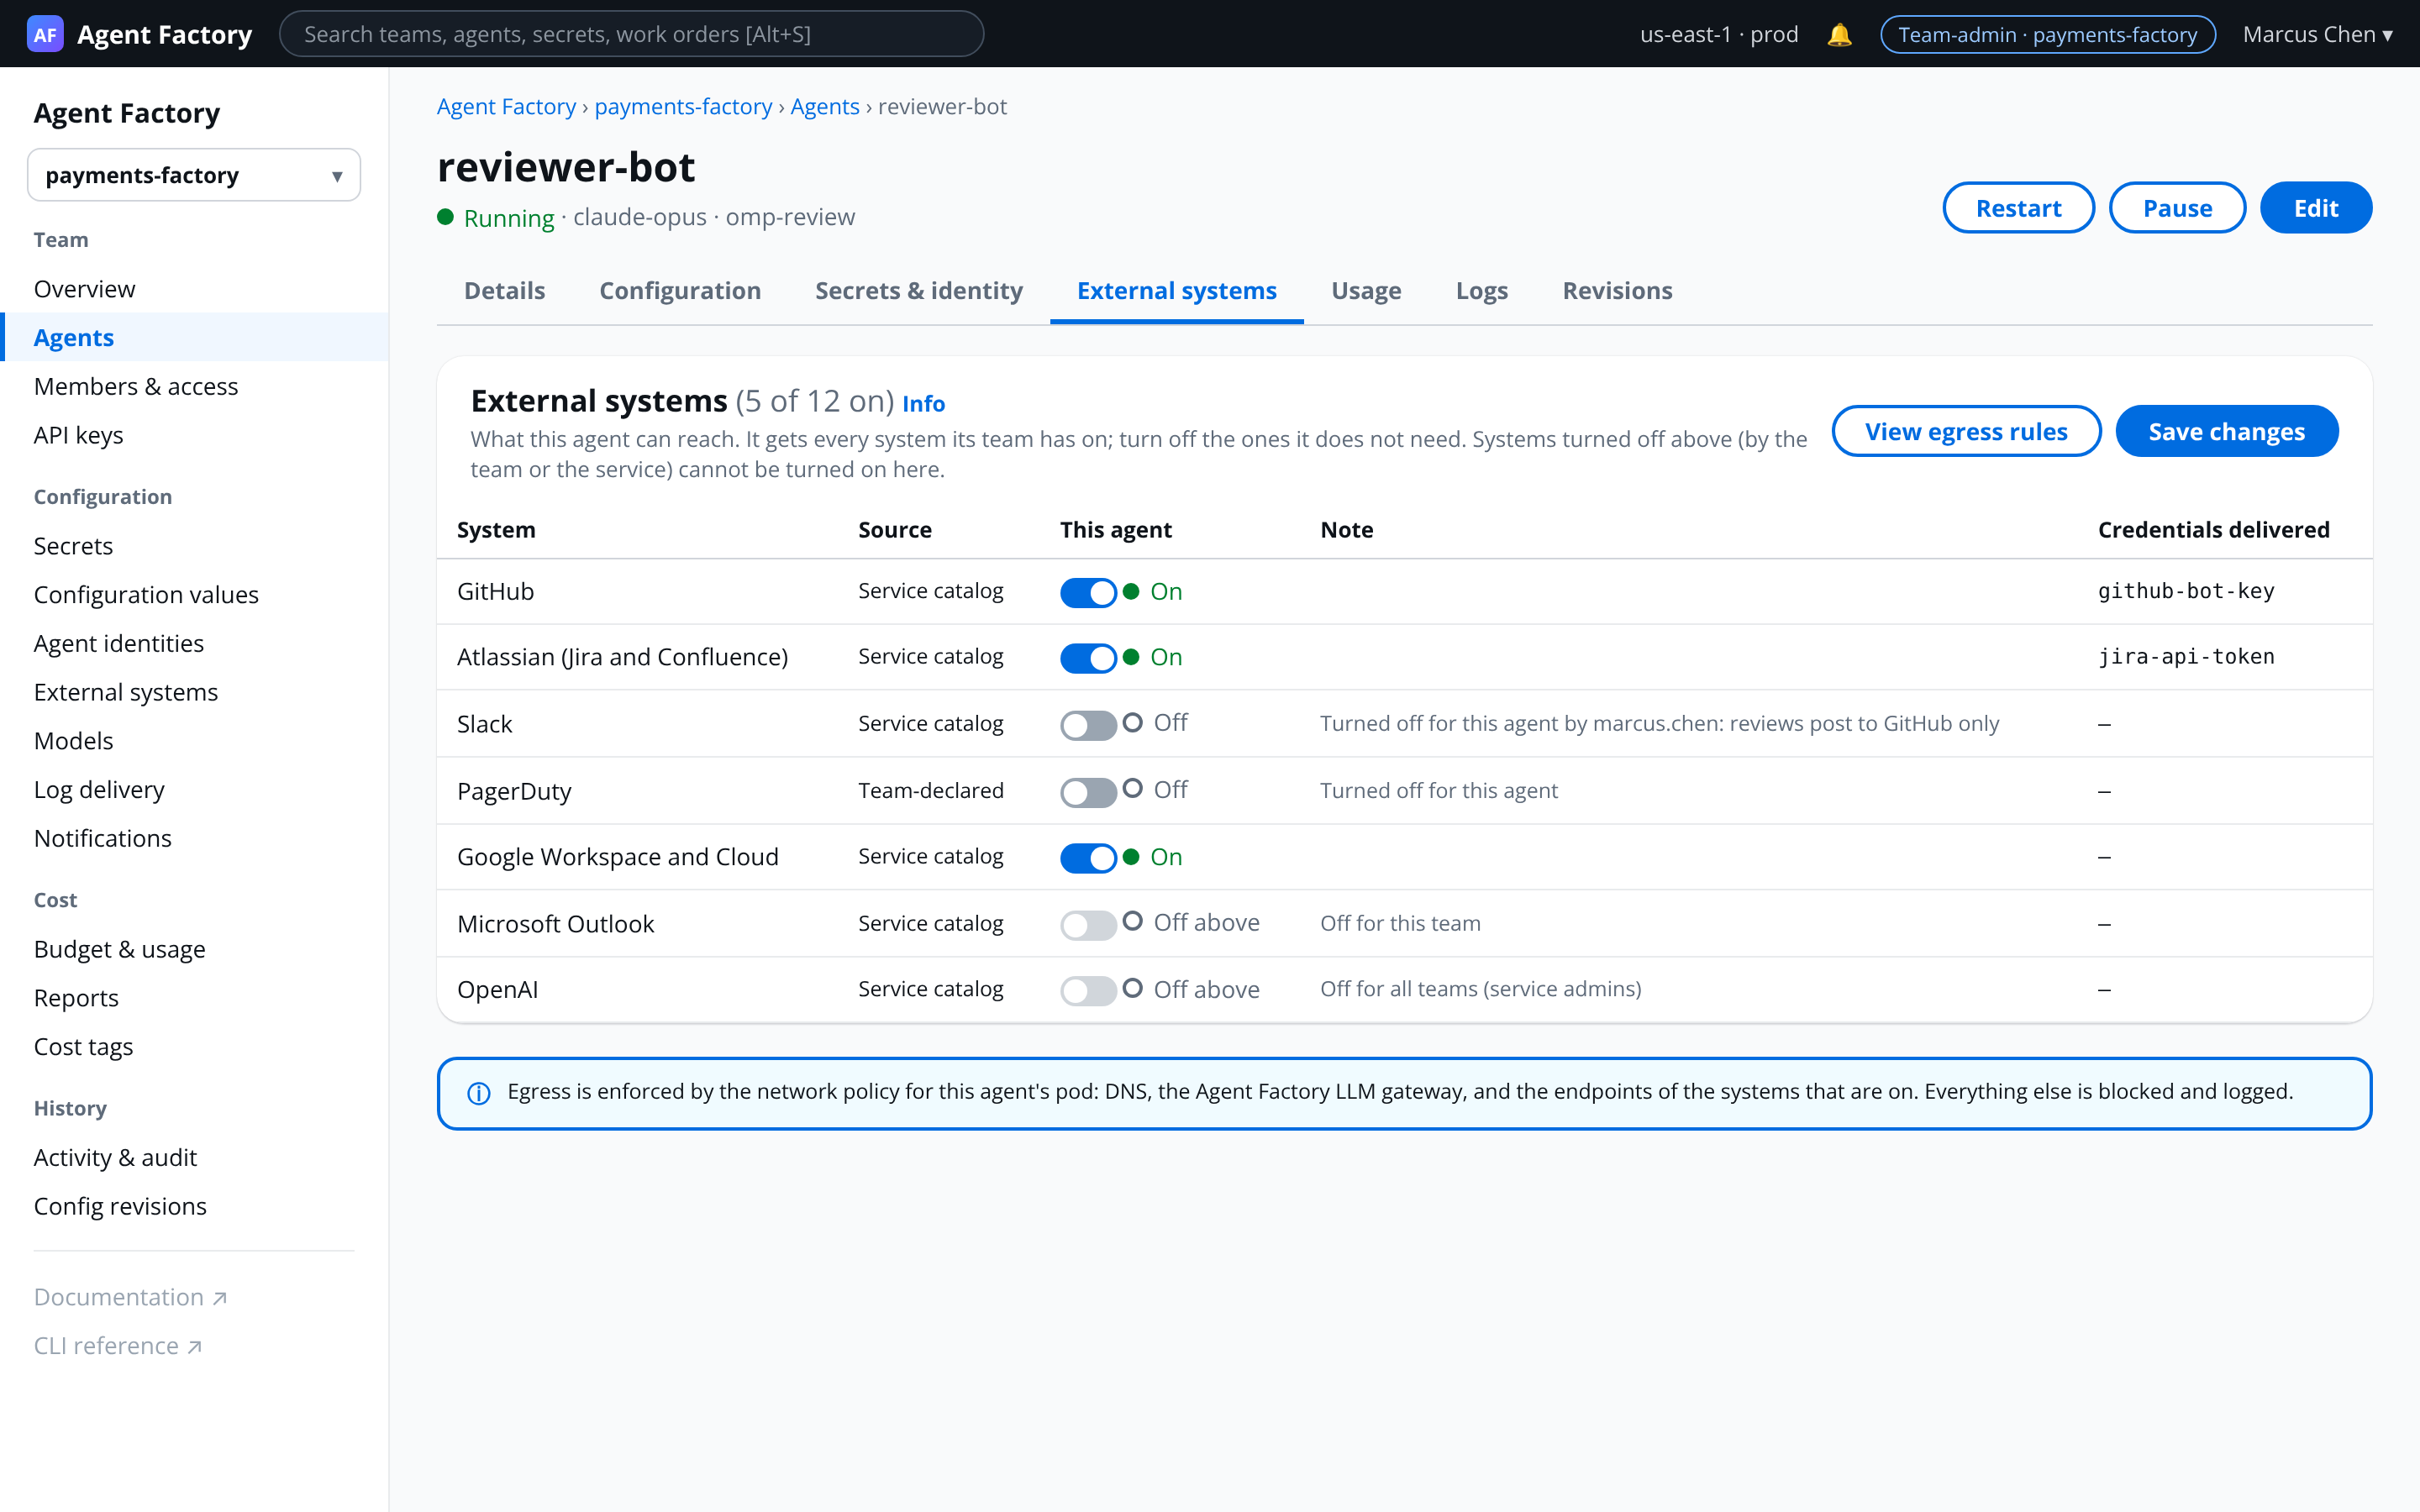 AF Agent Factory Search teams, agents, secrets, work orders [Alt+S] us-east-1 · prod Team-admin · payments-factory Marcus Chen ▾
Agent Factory
payments-factory ▾
Team
Overview
Agents
Members & access
API keys
Configuration
Secrets
Configuration values
Agent identities
External systems
Models
Log delivery
Notifications
Cost
Budget & usage
Reports
Cost tags
History
Activity & audit
Config revisions
Documentation ↗
CLI reference ↗
Agent Factory › payments-factory › Agents › reviewer-bot
reviewer-bot
Running · claude-opus · omp-review
Restart Pause Edit
Details Configuration Secrets & identity External systems Usage Logs Revisions
External systems (5 of 12 on) Info
What this agent can reach. It gets every system its team has on; turn off the ones it does not need. Systems turned off above (by the
team or the service) cannot be turned on here.
View egress rules Save changes
System Source This agent Note Credentials delivered
GitHub Service catalog On github-bot-key
Atlassian (Jira and Confluence) Service catalog On jira-api-token
Slack Service catalog Off Turned off for this agent by marcus.chen: reviews post to GitHub only –
PagerDuty Team-declared Off Turned off for this agent –
Google Workspace and Cloud Service catalog On –
Microsoft Outlook Service catalog Off above Off for this team –
OpenAI Service catalog Off above Off for all teams (service admins) –
Egress is enforced by the network policy for this agent's pod: DNS, the Agent Factory LLM gateway, and the endpoints of the systems that are on. Everything else is blocked and logged.